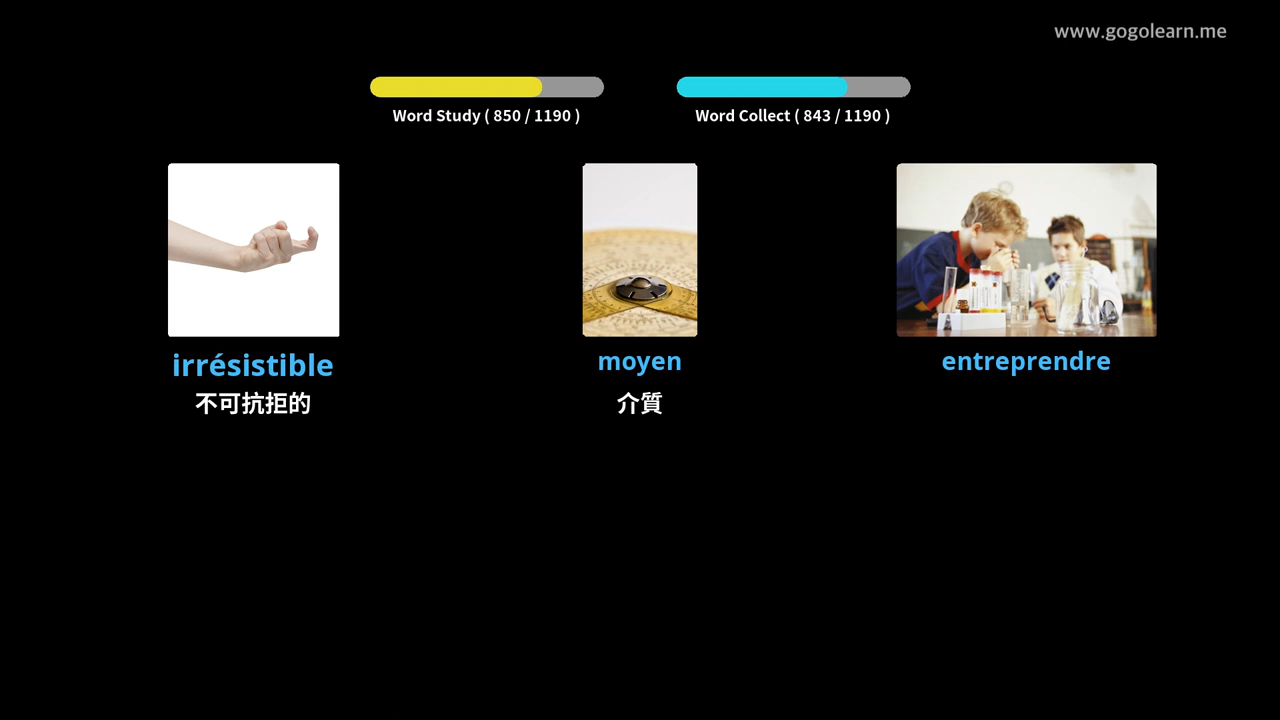 www.gogolearn.me
Word Study ( 850 / 1190 )
Word Collect ( 843 / 1190 )
irrésistible
不可抗拒的
moyen
介質
entreprendre